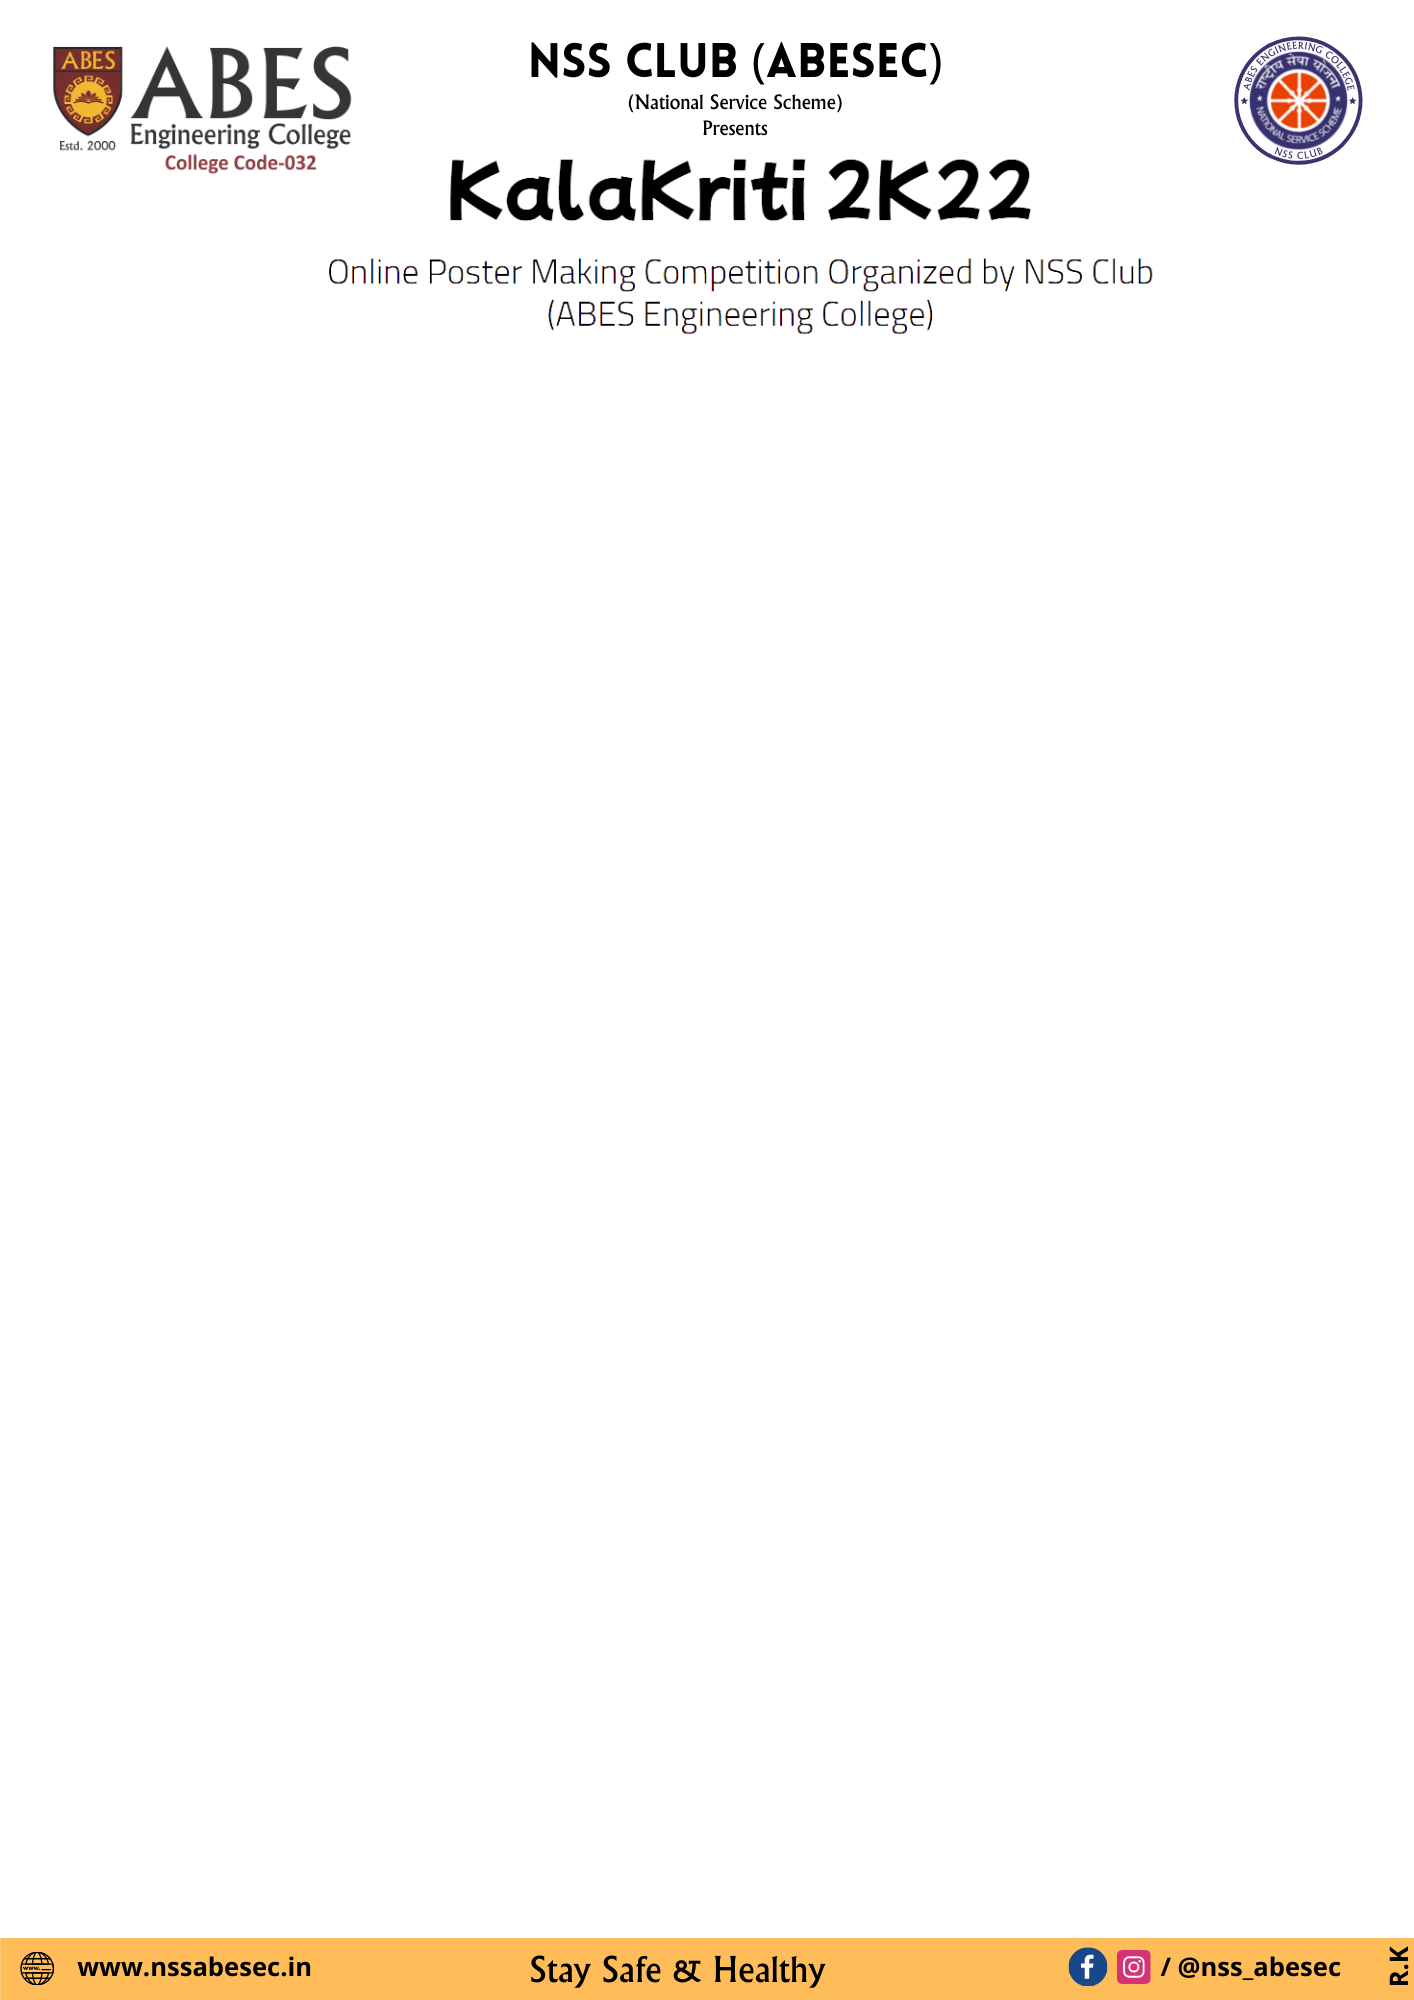 ABES
Estd. 2000
ABES
Engineering College
College Code-032
NSS CLUB (ABESEC)
(National Service Scheme)
Presents
KalaKriti 2K22
Online Poster Making Competition Organized by NSS Club
(ABES Engineering College)
ABES ENGINEERING COLLEGE
राष्ट्रीय सेवा योजना
NATIONAL SERVICE SCHEME
NSS CLUB
www.
www.nssabesec.in
Stay Safe & Healthy
/ @nss_abesec
R.K